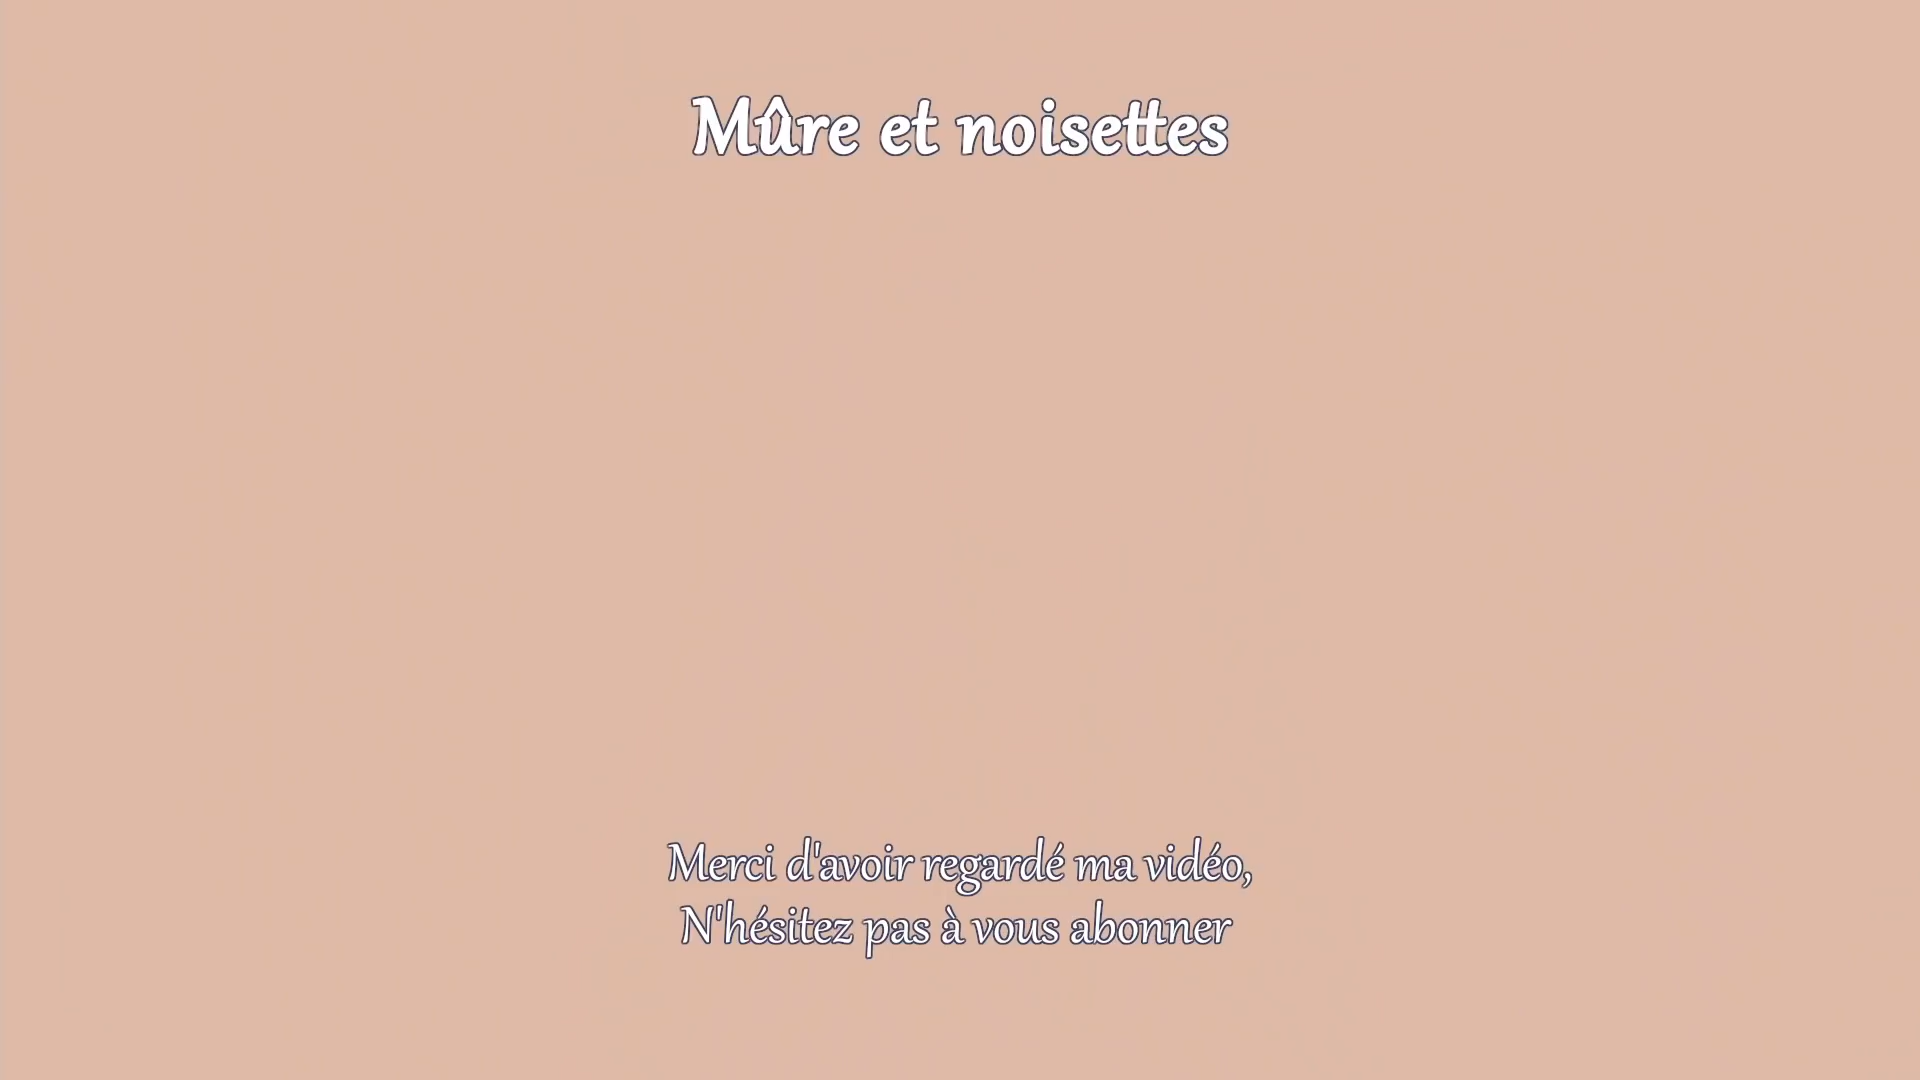 Mûre et noisettes
Merci d'avoir regardé ma vidéo,
N'hésitez pas à vous abonner